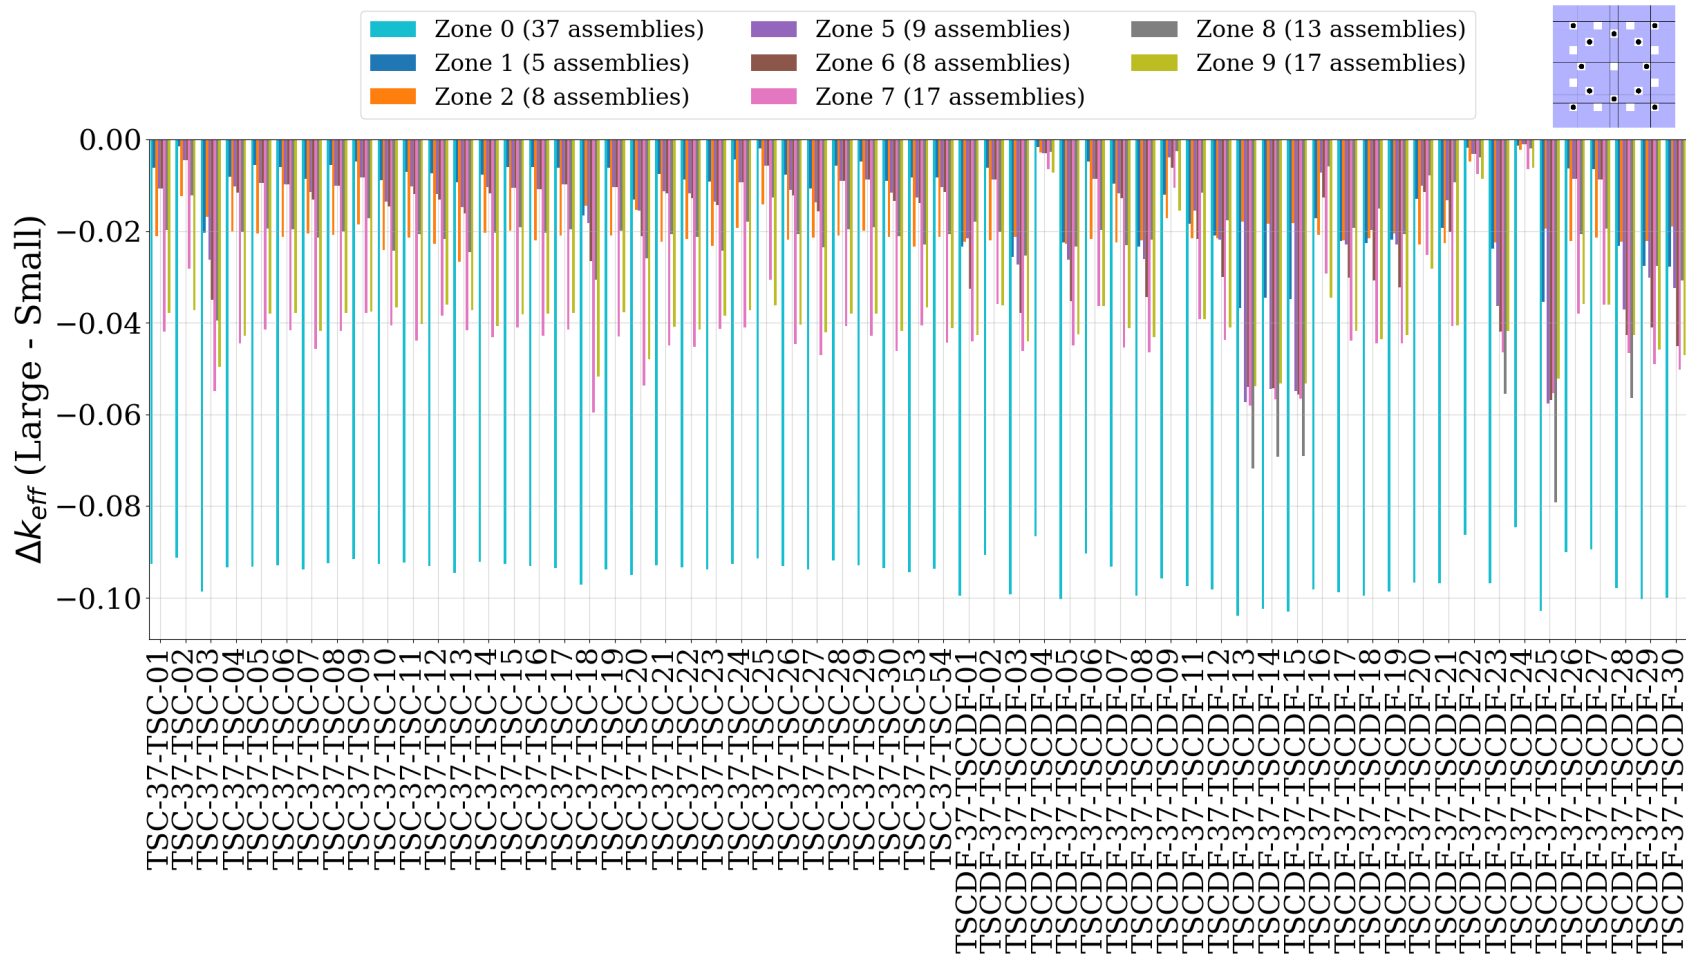 Zone 0 (37 assemblies)
Zone 1 (5 assemblies)
Zone 2 (8 assemblies)
Zone 5 (9 assemblies)
Zone 6 (8 assemblies)
Zone 7 (17 assemblies)
Zone 8 (13 assemblies)
Zone 9 (17 assemblies)
Δk_eff (Large - Small)
0.00
−0.02
−0.04
−0.06
−0.08
−0.10
TSC-37-TSC-01
TSC-37-TSC-02
TSC-37-TSC-03
TSC-37-TSC-04
TSC-37-TSC-05
TSC-37-TSC-06
TSC-37-TSC-07
TSC-37-TSC-08
TSC-37-TSC-09
TSC-37-TSC-10
TSC-37-TSC-11
TSC-37-TSC-12
TSC-37-TSC-13
TSC-37-TSC-14
TSC-37-TSC-15
TSC-37-TSC-16
TSC-37-TSC-17
TSC-37-TSC-18
TSC-37-TSC-19
TSC-37-TSC-20
TSC-37-TSC-21
TSC-37-TSC-22
TSC-37-TSC-23
TSC-37-TSC-24
TSC-37-TSC-25
TSC-37-TSC-26
TSC-37-TSC-27
TSC-37-TSC-28
TSC-37-TSC-29
TSC-37-TSC-30
TSC-37-TSC-53
TSC-37-TSC-54
TSCDF-37-TSCDF-01
TSCDF-37-TSCDF-02
TSCDF-37-TSCDF-03
TSCDF-37-TSCDF-04
TSCDF-37-TSCDF-05
TSCDF-37-TSCDF-06
TSCDF-37-TSCDF-07
TSCDF-37-TSCDF-08
TSCDF-37-TSCDF-09
TSCDF-37-TSCDF-11
TSCDF-37-TSCDF-12
TSCDF-37-TSCDF-13
TSCDF-37-TSCDF-14
TSCDF-37-TSCDF-15
TSCDF-37-TSCDF-16
TSCDF-37-TSCDF-17
TSCDF-37-TSCDF-18
TSCDF-37-TSCDF-19
TSCDF-37-TSCDF-20
TSCDF-37-TSCDF-21
TSCDF-37-TSCDF-22
TSCDF-37-TSCDF-23
TSCDF-37-TSCDF-24
TSCDF-37-TSCDF-25
TSCDF-37-TSCDF-26
TSCDF-37-TSCDF-27
TSCDF-37-TSCDF-28
TSCDF-37-TSCDF-29
TSCDF-37-TSCDF-30